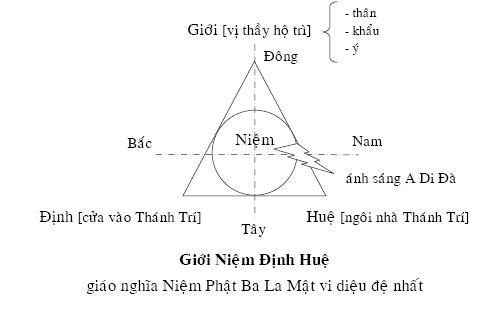 Giới [vị thầy hộ trì]
- thân
- khẩu
- ý
Đông
Niệm
Bắc
Nam
ánh sáng A Di Đà
Định [cửa vào Thánh Trí]
Huệ [ngôi nhà Thánh Trí]
Tây
Giới Niệm Định Huệ
giáo nghĩa Niệm Phật Ba La Mật vi diệu đệ nhất